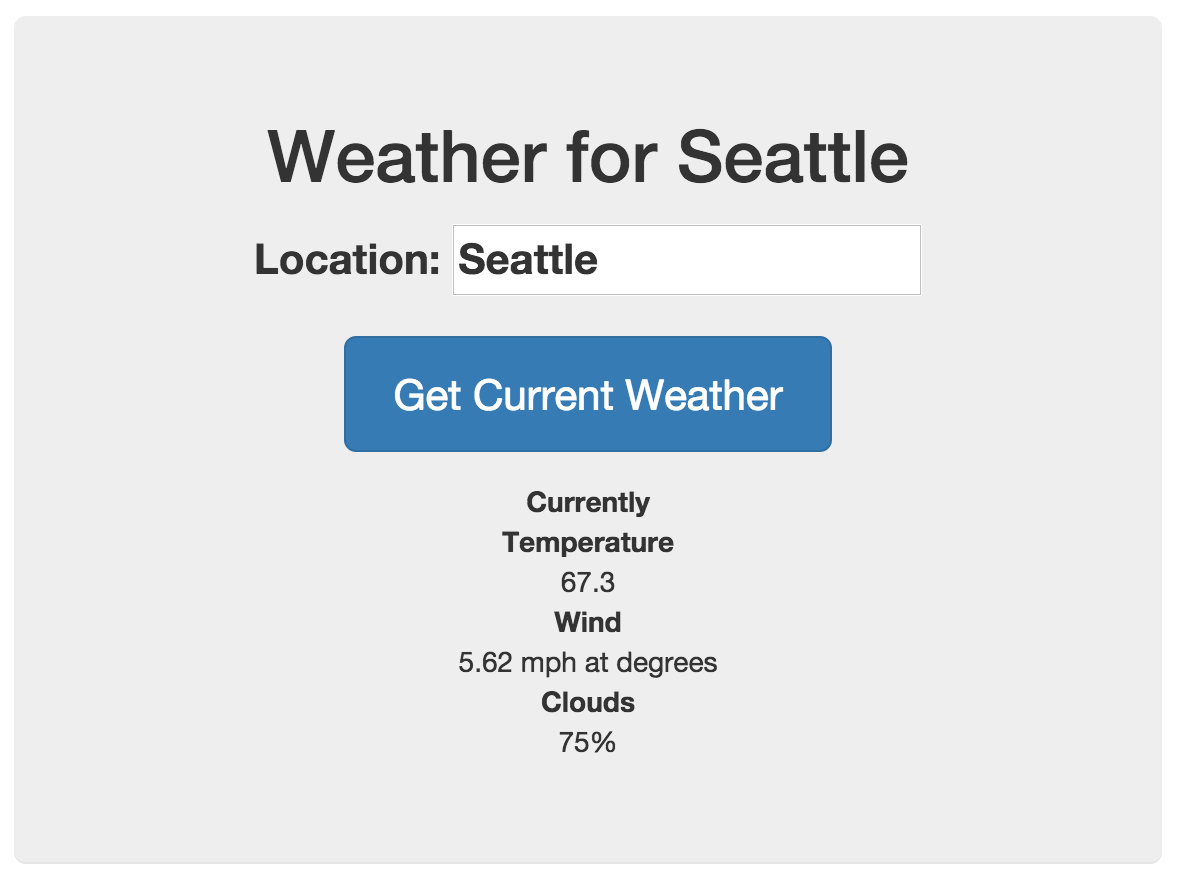 Weather for Seattle
Location: Seattle
Get Current Weather
Currently
Temperature
67.3
Wind
5.62 mph at degrees
Clouds
75%